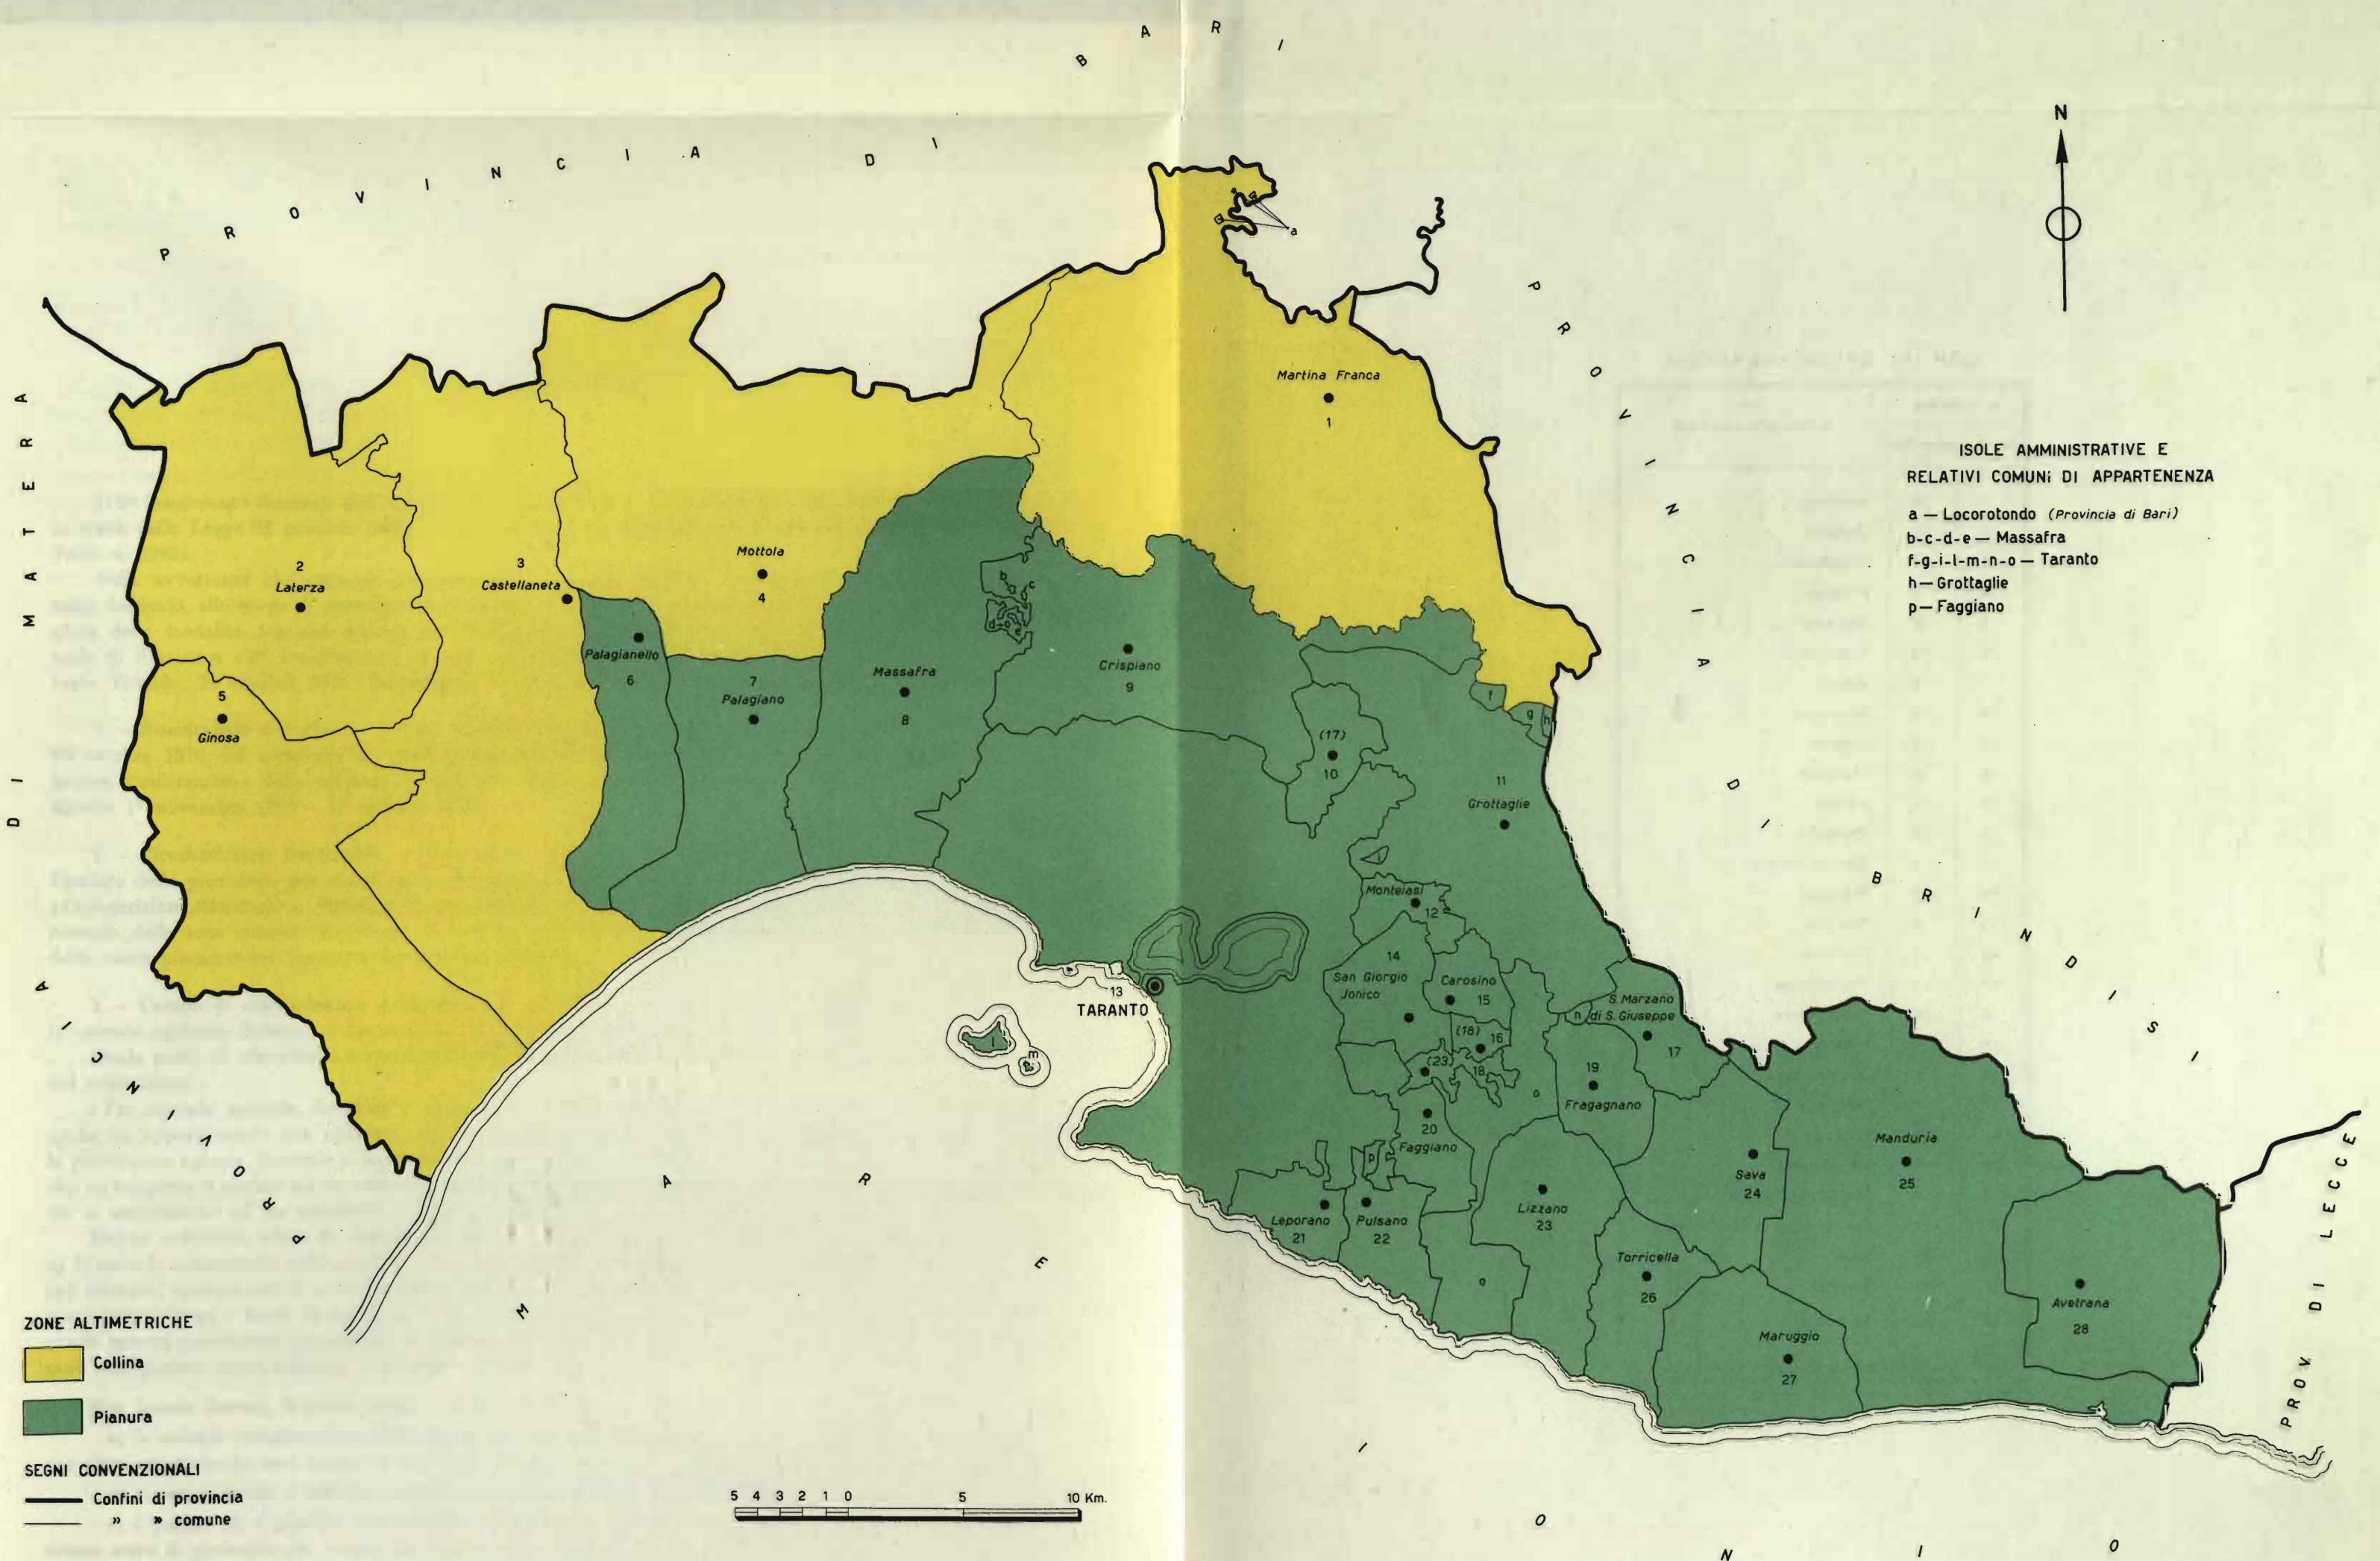 PROVINCIA DI BARI
N
PROVINCIA DI BRINDISI
PROV. DI LECCE
PROVINCIA DI MATERA
MARE IONIO
a
Martina Franca
1
2
Laterza
3
Castellaneta
Mottola
4
5
Ginosa
Palagianello
6
7
Palagiano
Massafra
8
b
c
d
e
Crispiano
9
f
g
h
(17)
10
11
Grottaglie
i
Monteiasi
12
13
TARANTO
14
San Giorgio
Jonico
Carosino
15
(18)
16
S. Marzano
di S. Giuseppe
17
n
(23)
18
19
Fragagnano
o
20
Faggiano
p
l
m
Leporano
21
Pulsano
22
Lizzano
23
o
Sava
24
Manduria
25
Torricella
26
Maruggio
27
Avetrana
28
ISOLE AMMINISTRATIVE E
RELATIVI COMUNi DI APPARTENENZA
a — Locorotondo (Provincia di Bari)
b-c-d-e — Massafra
f-g-i-l-m-n-o — Taranto
h — Grottaglie
p — Faggiano
ZONE ALTIMETRICHE
Collina
Pianura
SEGNI CONVENZIONALI
Confini di provincia
» » comune
5 4 3 2 1 0 5 10 Km.